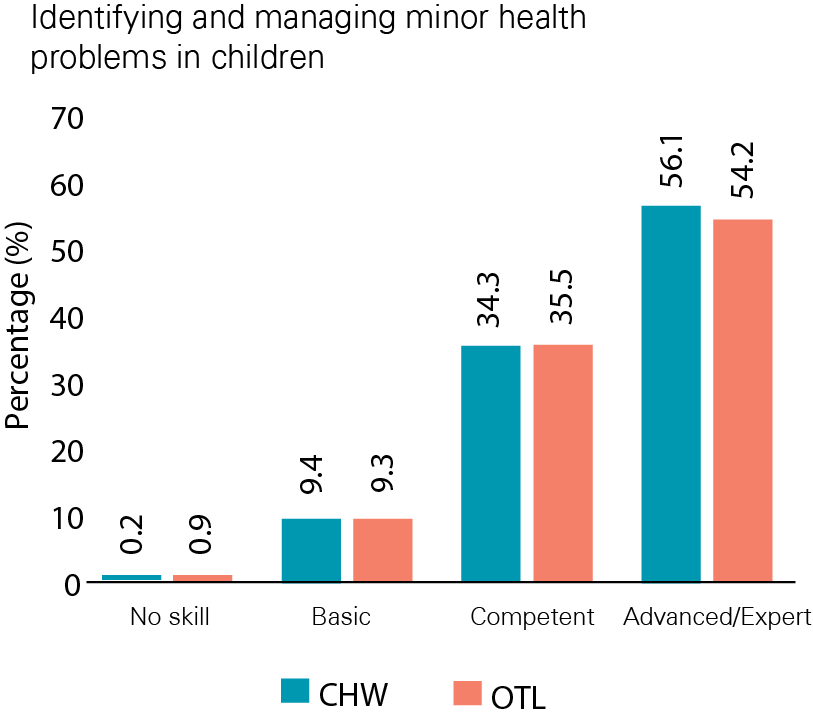 Identifying and managing minor health
problems in children
Percentage (%)
70
60
50
40
30
20
10
0
0.2
0.9
9.4
9.3
34.3
35.5
56.1
54.2
No skill
Basic
Competent
Advanced/Expert
CHW
OTL